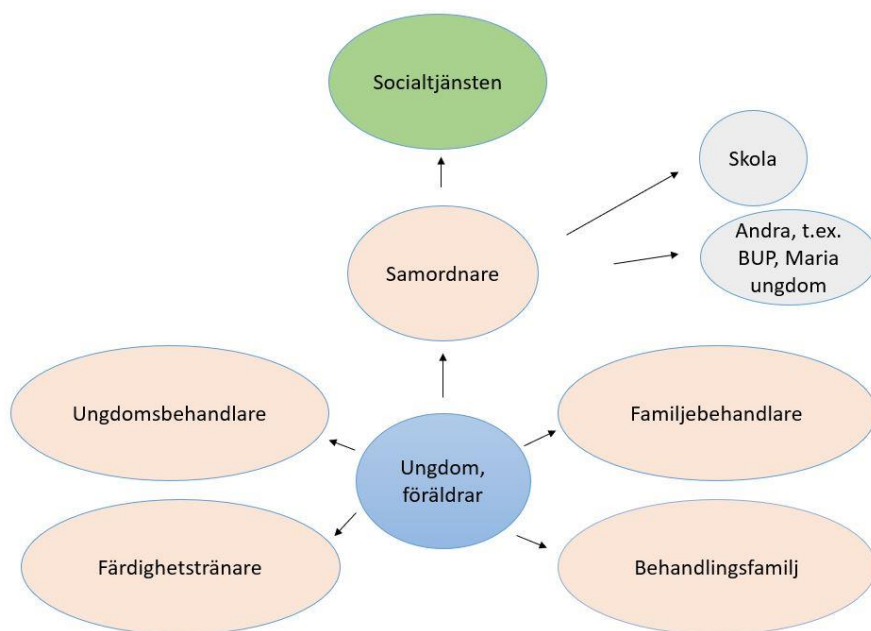 Socialtjänsten
Skola
Andra, t.ex.
BUP, Maria
ungdom
Samordnare
Ungdomsbehandlare
Familjebehandlare
Ungdom,
föräldrar
Färdighetstränare
Behandlingsfamilj